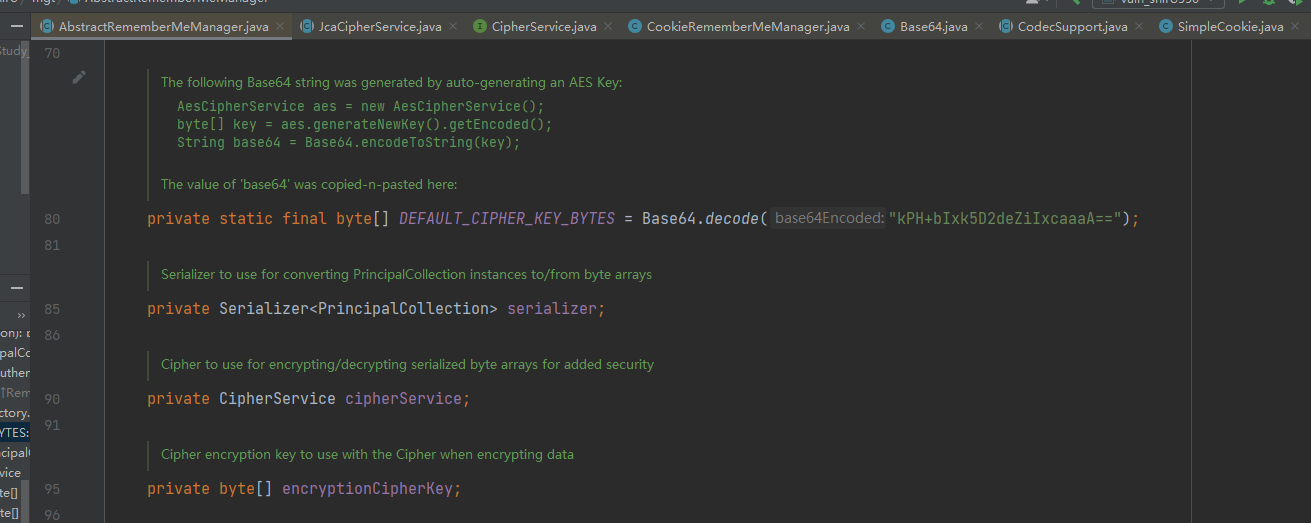 mgt AbstractRememberMeManager
AbstractRememberMeManager.java JcaCipherService.java CipherService.java CookieRememberMeManager.java Base64.java CodecSupport.java SimpleCookie.java
Study_
70
The following Base64 string was generated by auto-generating an AES Key:
AesCipherService aes = new AesCipherService();
byte[] key = aes.generateNewKey().getEncoded();
String base64 = Base64.encodeToString(key);
The value of 'base64' was copied-n-pasted here:
80 private static final byte[] DEFAULT_CIPHER_KEY_BYTES = Base64.decode( base64Encoded: "kPH+bIxk5D2deZiIxcaaaA==");
81
Serializer to use for converting PrincipalCollection instances to/from byte arrays
85 private Serializer<PrincipalCollection> serializer;
86
Cipher to use for encrypting/decrypting serialized byte arrays for added security
90 private CipherService cipherService;
91
Cipher encryption key to use with the Cipher when encrypting data
95 private byte[] encryptionCipherKey;
96